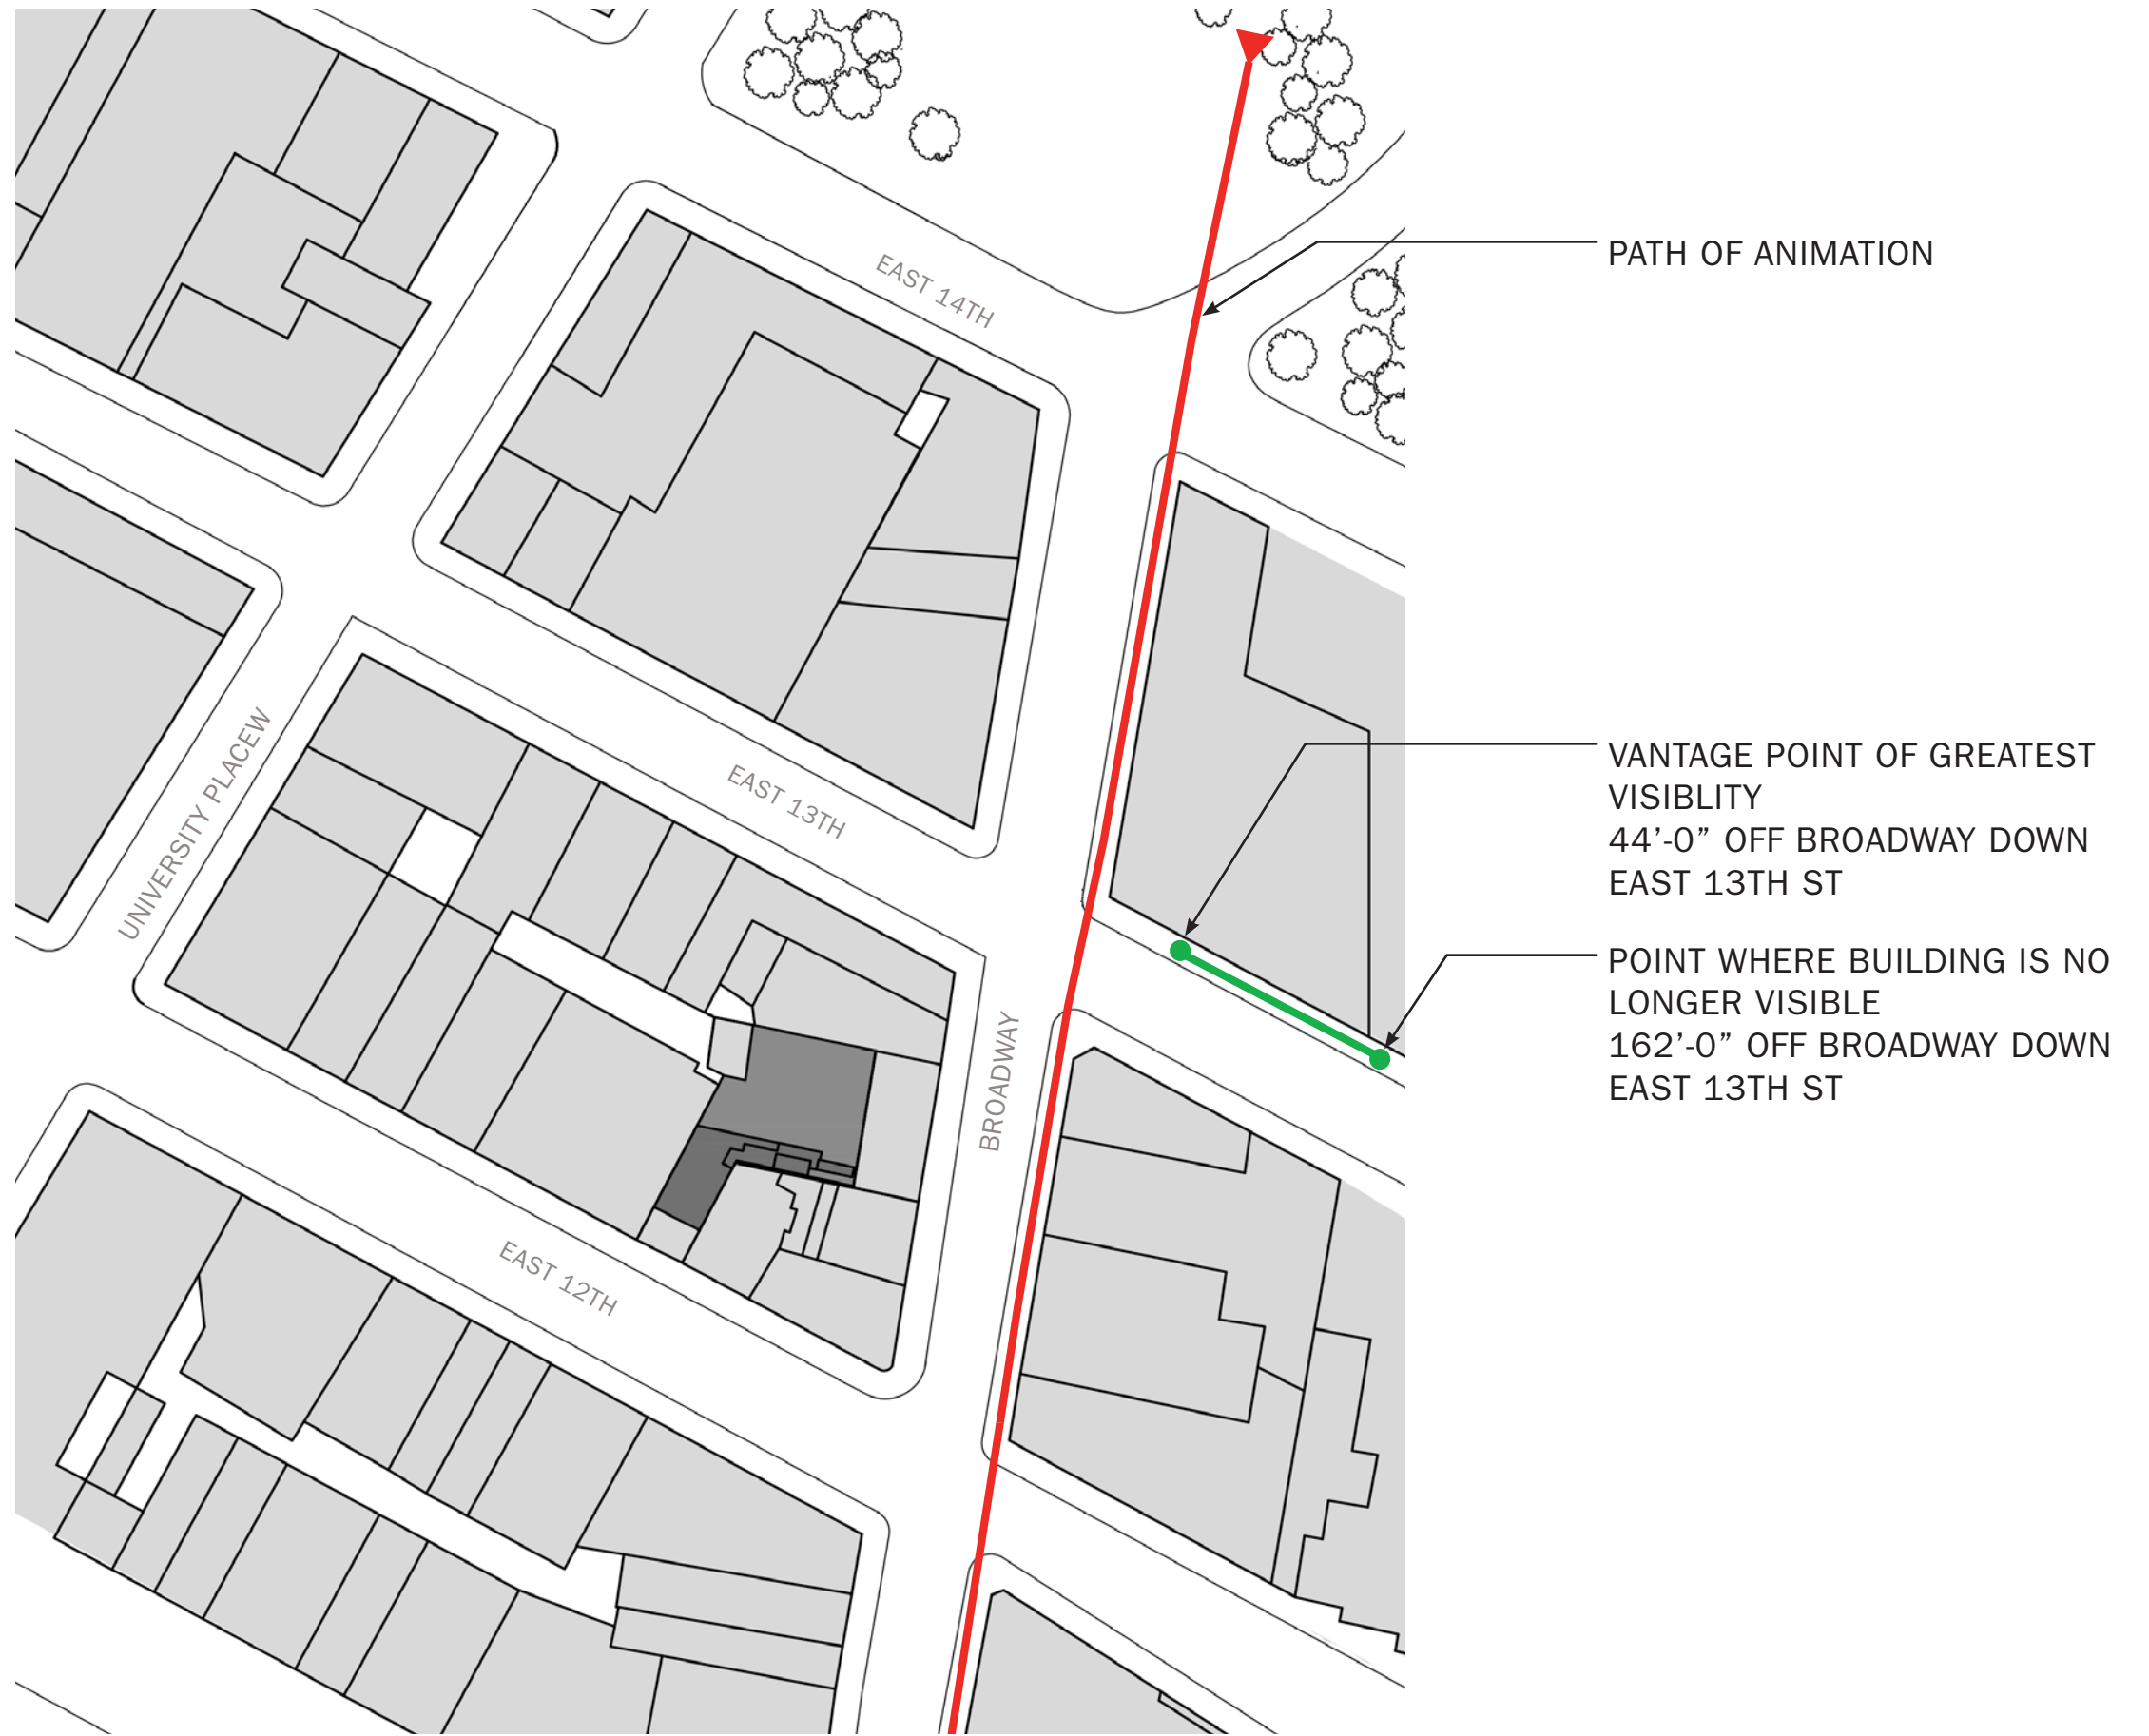 EAST 14TH
PATH OF ANIMATION
UNIVERSITY PLACEW
EAST 13TH
VANTAGE POINT OF GREATEST
VISIBLITY
44’-0” OFF BROADWAY DOWN
EAST 13TH ST
BROADWAY
POINT WHERE BUILDING IS NO
LONGER VISIBLE
162’-0” OFF BROADWAY DOWN
EAST 13TH ST
EAST 12TH